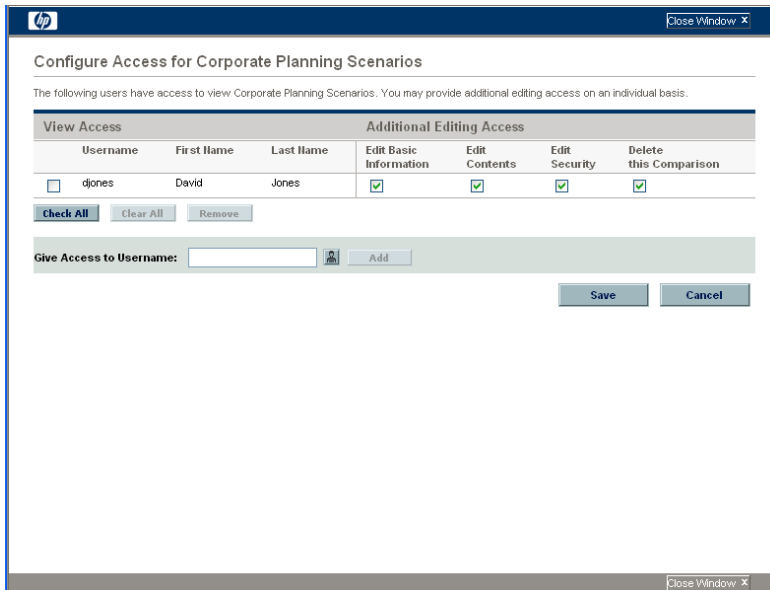 hp
Close Window x
Configure Access for Corporate Planning Scenarios
The following users have access to view Corporate Planning Scenarios. You may provide additional editing access on an individual basis.
View Access Additional Editing Access
Username First Name Last Name Edit Basic Information Edit Contents Edit Security Delete this Comparison
djones David Jones
Check All Clear All Remove
Give Access to Username: Add
Save Cancel
Close Window x